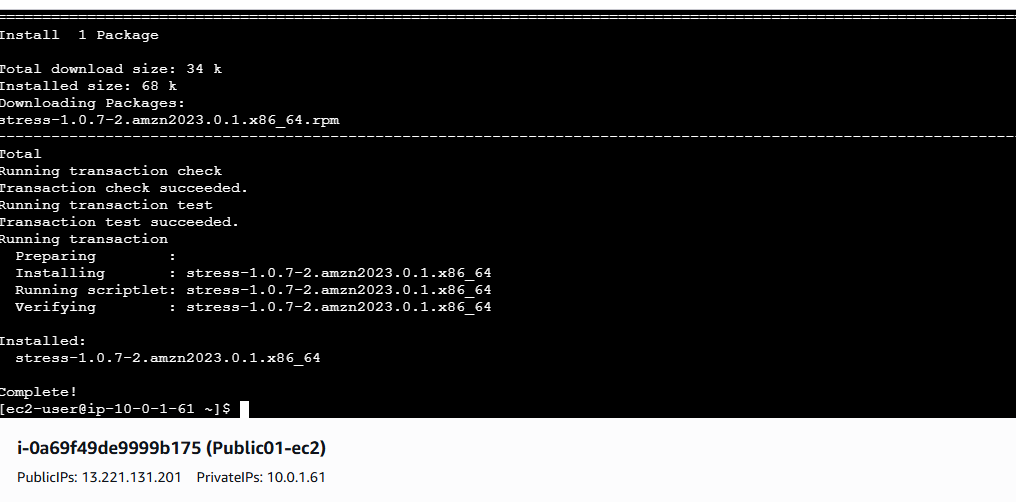 Install  1 Package
Total download size: 34 k
Installed size: 68 k
Downloading Packages:
stress-1.0.7-2.amzn2023.0.1.x86_64.rpm
Total
Running transaction check
Transaction check succeeded.
Running transaction test
Transaction test succeeded.
Running transaction
  Preparing        :
  Installing       : stress-1.0.7-2.amzn2023.0.1.x86_64
  Running scriptlet: stress-1.0.7-2.amzn2023.0.1.x86_64
  Verifying        : stress-1.0.7-2.amzn2023.0.1.x86_64
Installed:
  stress-1.0.7-2.amzn2023.0.1.x86_64
Complete!
[ec2-user@ip-10-0-1-61 ~]$
i-0a69f49de9999b175 (Public01-ec2)
PublicIPs: 13.221.131.201    PrivateIPs: 10.0.1.61